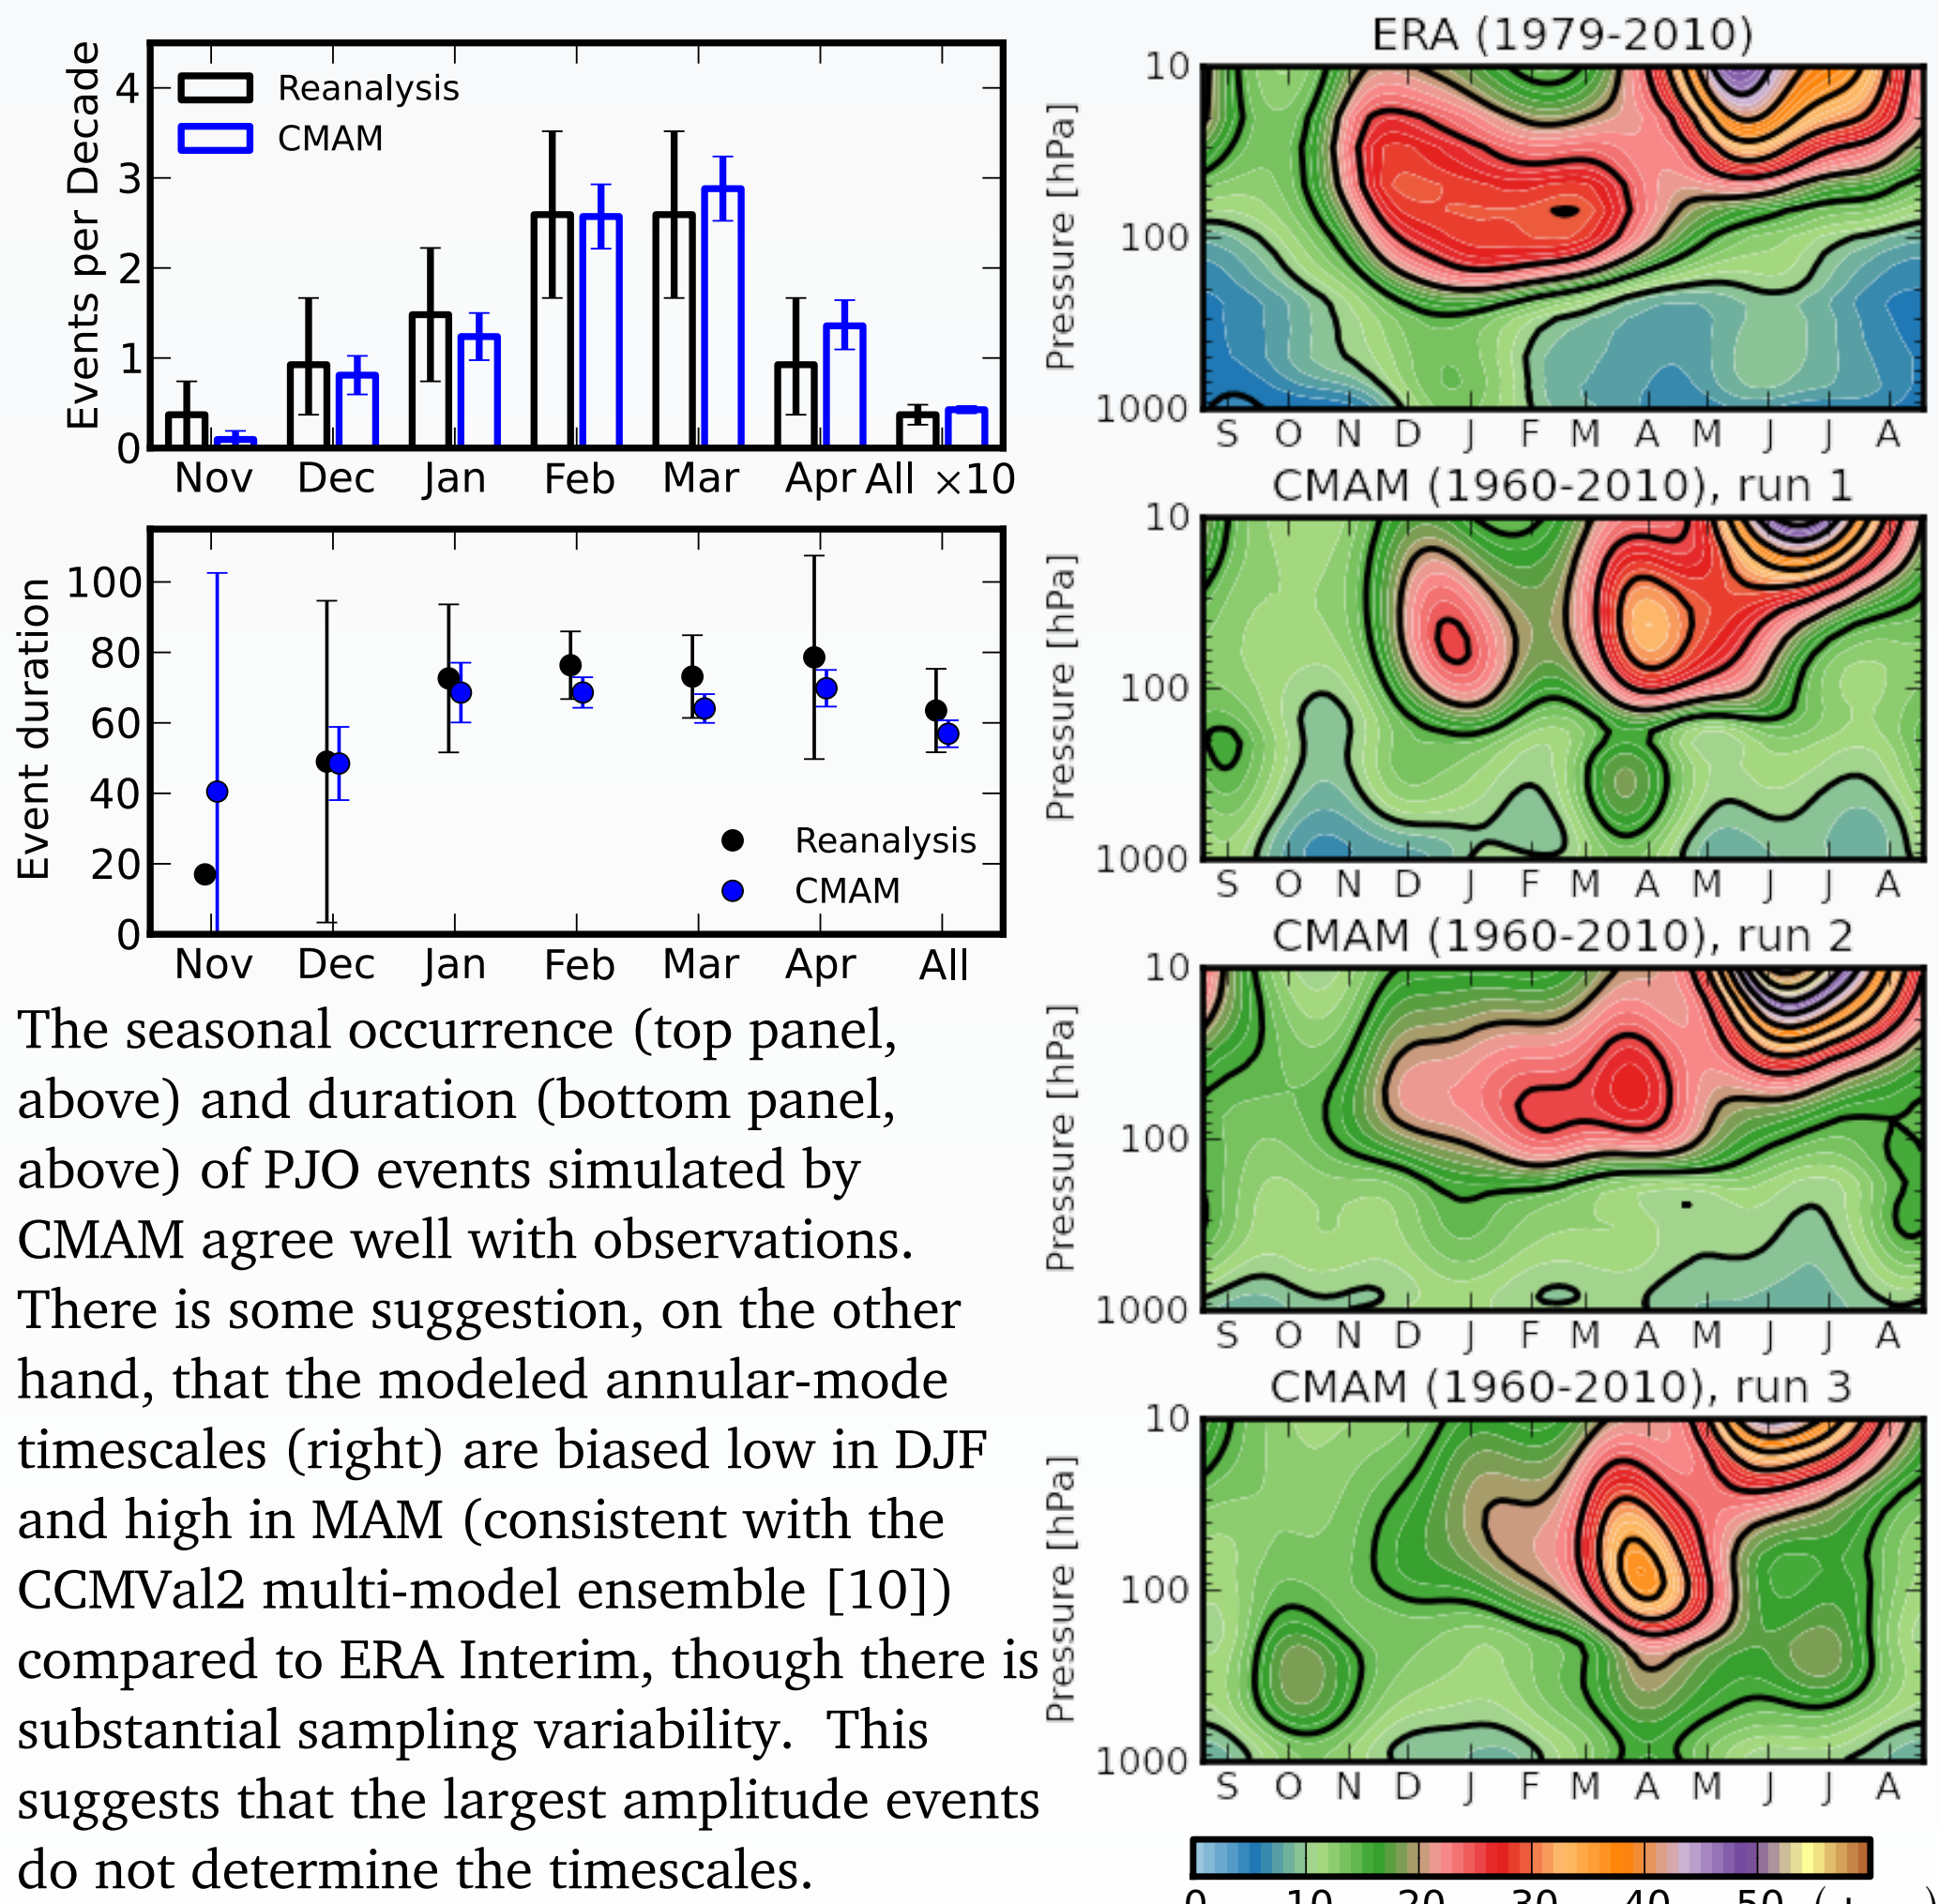 Events per Decade
4
3
2
1
0
Reanalysis
CMAM
Nov Dec Jan Feb Mar Apr All ×10
Event duration
100
80
60
40
20
0
Reanalysis
CMAM
Nov Dec Jan Feb Mar Apr All
The seasonal occurrence (top panel,
above) and duration (bottom panel,
above) of PJO events simulated by
CMAM agree well with observations.
There is some suggestion, on the other
hand, that the modeled annular-mode
timescales (right) are biased low in DJF
and high in MAM (consistent with the
CCMVal2 multi-model ensemble [10])
compared to ERA Interim, though there is
substantial sampling variability. This
suggests that the largest amplitude events
do not determine the timescales.
ERA (1979-2010)
Pressure [hPa]
10
100
1000
S O N D J F M A M J J A
CMAM (1960-2010), run 1
Pressure [hPa]
10
100
1000
S O N D J F M A M J J A
CMAM (1960-2010), run 2
Pressure [hPa]
10
100
1000
S O N D J F M A M J J A
CMAM (1960-2010), run 3
Pressure [hPa]
10
100
1000
S O N D J F M A M J J A
0 10 20 30 40 50